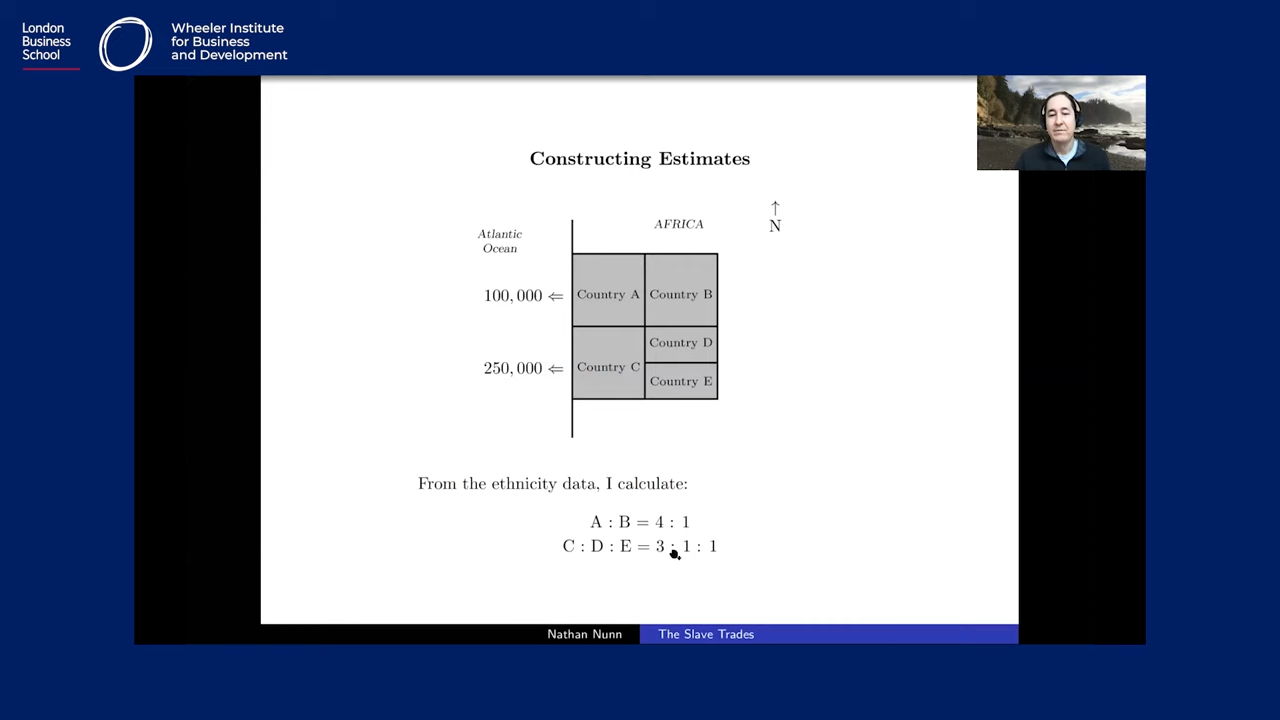 London
Business
School
Wheeler Institute
for Business
and Development
Constructing Estimates
↑
N
AFRICA
Atlantic
Ocean
100,000 ⇐
Country A
Country B
250,000 ⇐
Country C
Country D
Country E
From the ethnicity data, I calculate:
A : B = 4 : 1
C : D : E = 3 : 1 : 1
Nathan Nunn
The Slave Trades